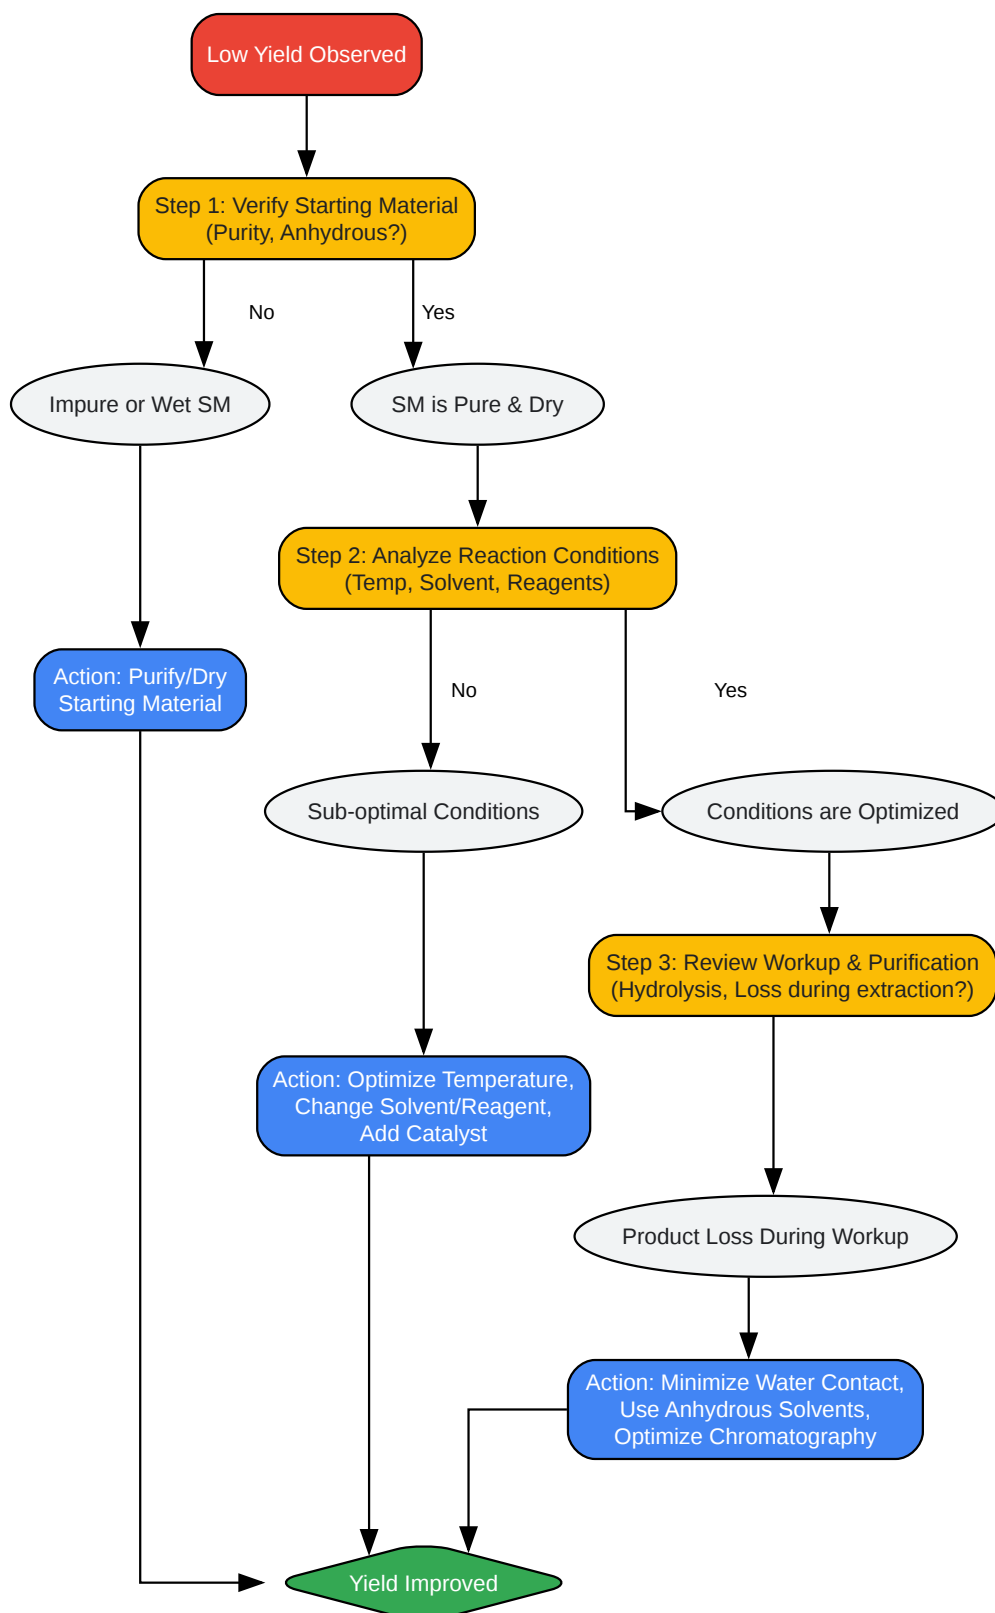 Low Yield Observed
Step 1: Verify Starting Material
(Purity, Anhydrous?)
No
Yes
Impure or Wet SM
SM is Pure & Dry
Step 2: Analyze Reaction Conditions
(Temp, Solvent, Reagents)
Action: Purify/Dry
Starting Material
No
Yes
Sub-optimal Conditions
Conditions are Optimized
Step 3: Review Workup & Purification
(Hydrolysis, Loss during extraction?)
Action: Optimize Temperature,
Change Solvent/Reagent,
Add Catalyst
Product Loss During Workup
Action: Minimize Water Contact,
Use Anhydrous Solvents,
Optimize Chromatography
Yield Improved